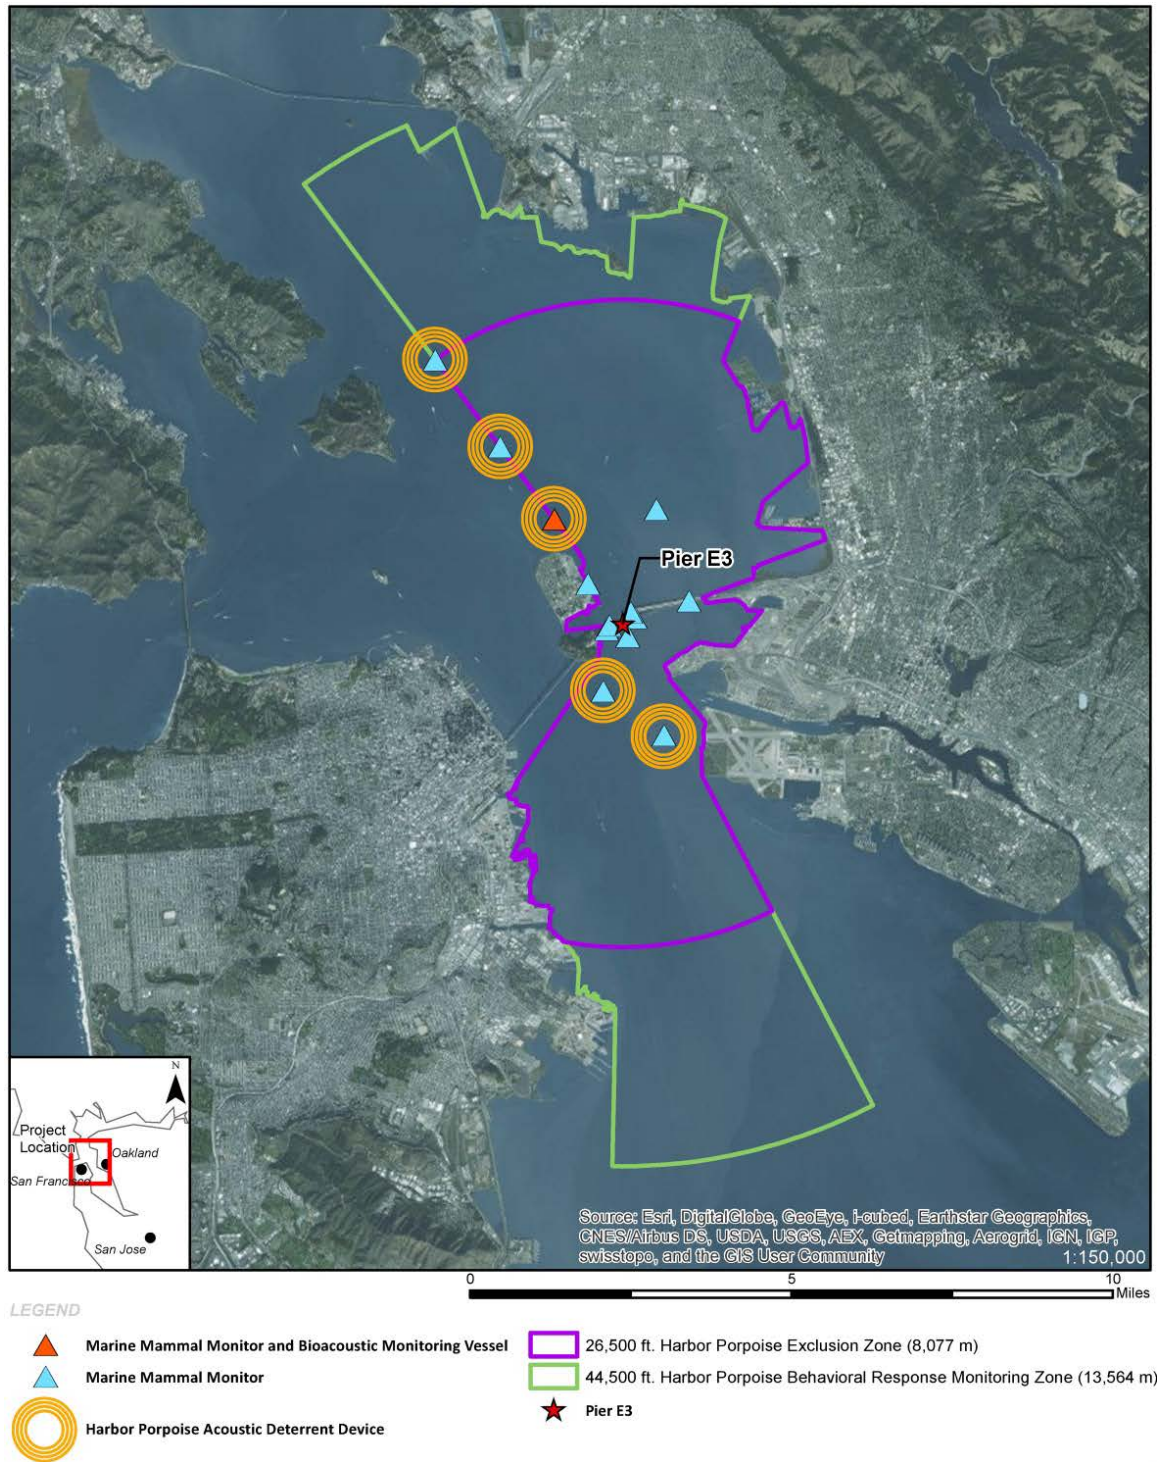 Pier E3
N
Project
Location
Oakland
San Francisco
San Jose
Source: Esri, DigitalGlobe, GeoEye, i-cubed, Earthstar Geographics,
CNES/Airbus DS, USDA, USGS, AEX, Getmapping, Aerogrid, IGN, IGP,
swisstopo, and the GIS User Community
1:150,000
0 5 10
Miles
LEGEND
Marine Mammal Monitor and Bioacoustic Monitoring Vessel
Marine Mammal Monitor
Harbor Porpoise Acoustic Deterrent Device
26,500 ft. Harbor Porpoise Exclusion Zone (8,077 m)
44,500 ft. Harbor Porpoise Behavioral Response Monitoring Zone (13,564 m)
Pier E3